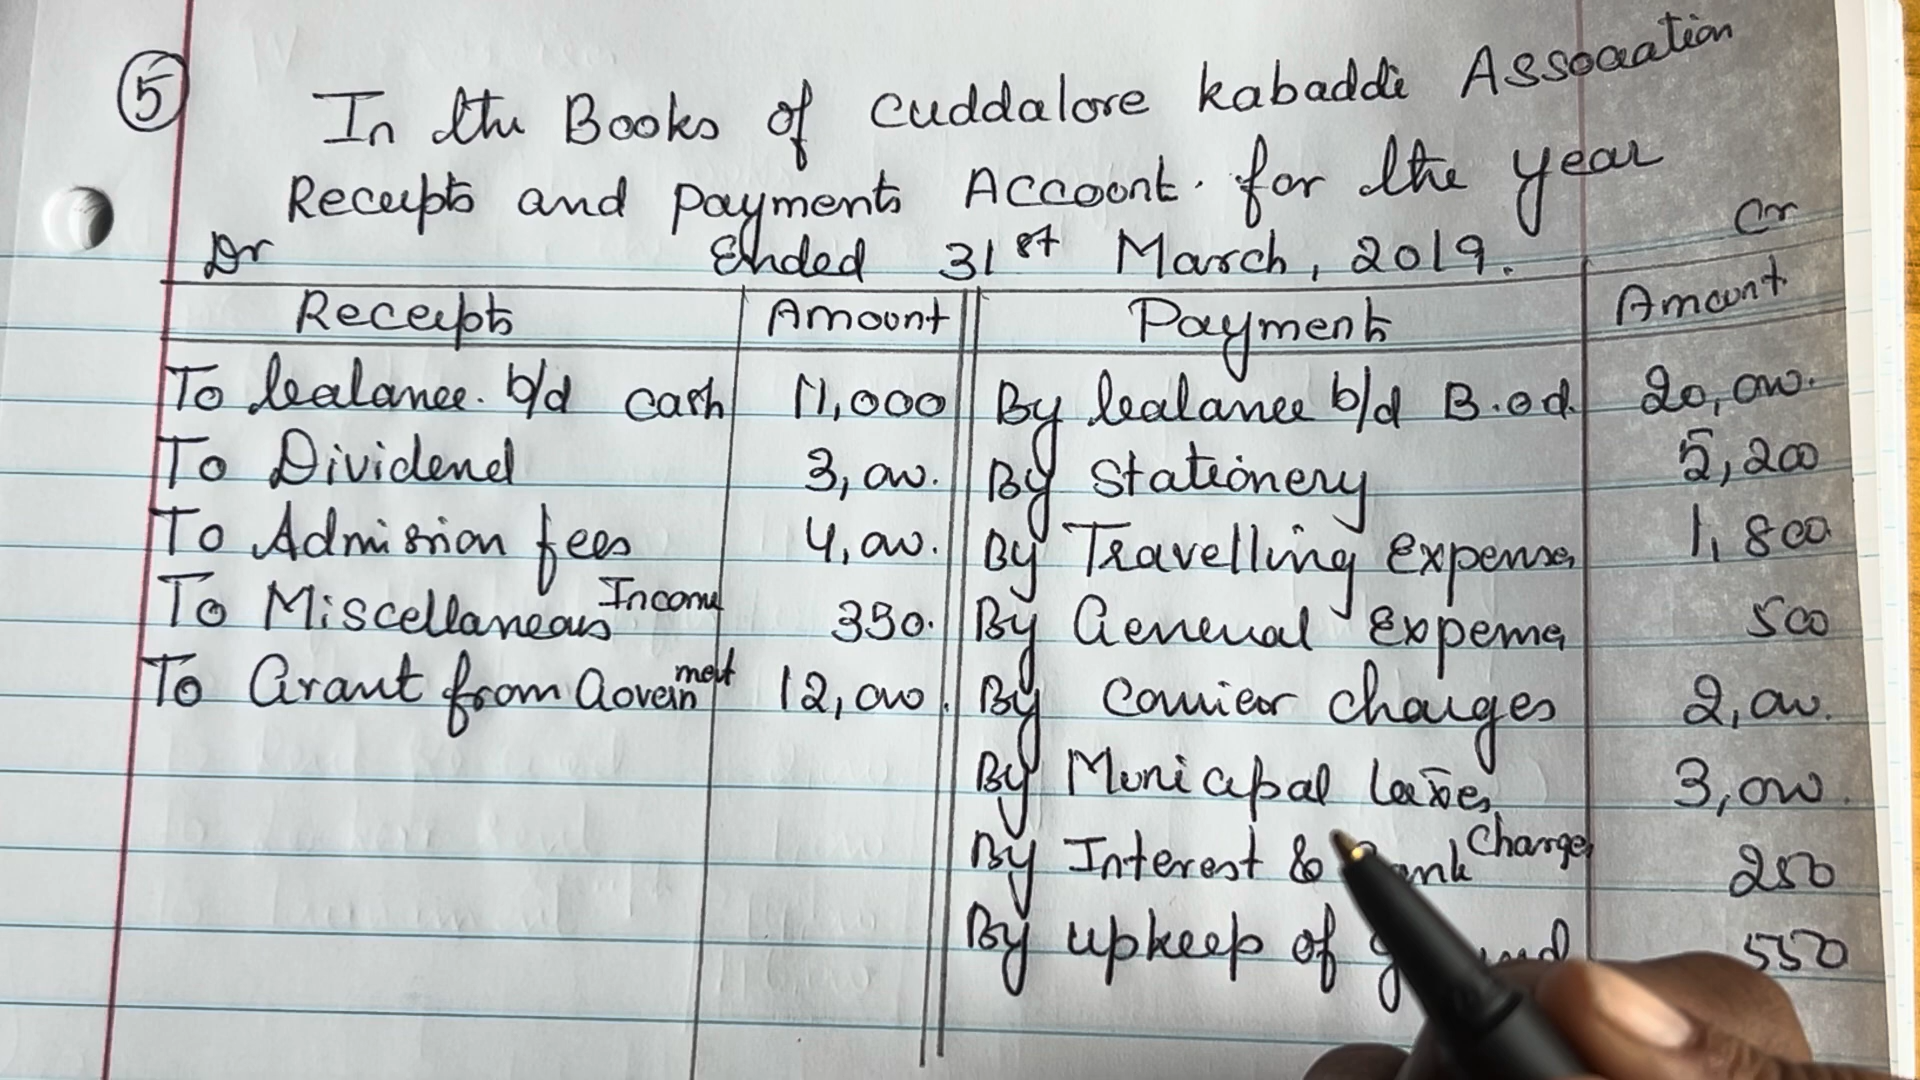 5
In the Books of Cuddalore kabaddi Association
Receipts and payments Account. for the year
Dr Ended 31st March, 2019. Cr
Receipts Amount Payments Amount
To balance. b/d cash 11,000 By balance b/d B.od. 20,000.
To Dividend 3,000. By Stationery 5,200
To Admission fees 4,000. By Travelling Expenses 1,800.
To Miscellaneous Income 350. By General Expenses 500
To Grant from Government 12,000. By courier charges 2,000.
By Municipal taxes 3,000.
By Interest & Bank Charges 250
By upkeep of 550